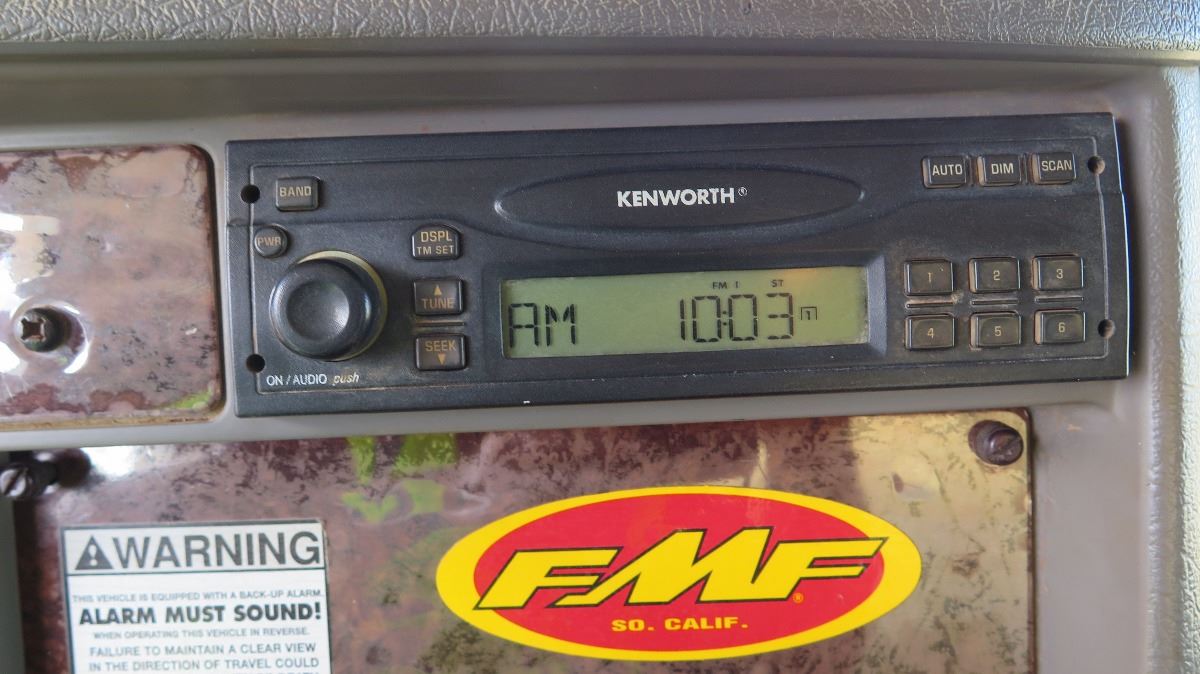 BAND
KENWORTH®
AUTO DIM SCAN
PWR
DSPL
TM SET
TUNE
SEEK
ON / AUDIO push
FM I ST
AM 10:03 1
1 2 3
4 5 6
WARNING
THIS VEHICLE IS EQUIPPED WITH A BACK-UP ALARM.
ALARM MUST SOUND!
WHEN OPERATING THIS VEHICLE IN REVERSE.
FAILURE TO MAINTAIN A CLEAR VIEW
IN THE DIRECTION OF TRAVEL COULD
FMF®
SO. CALIF.